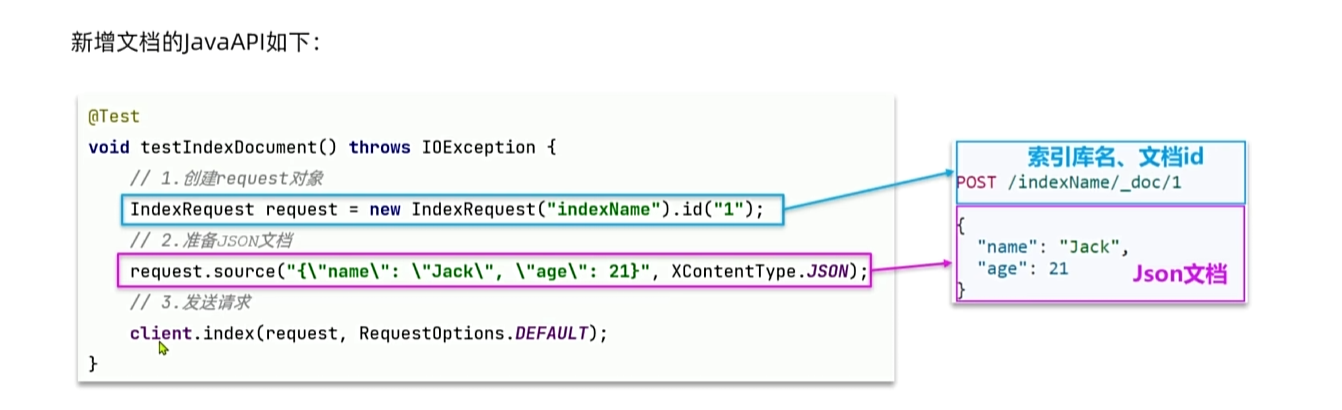 新增文档的JavaAPI如下：
@Test
void testIndexDocument() throws IOException {
// 1.创建request对象
IndexRequest request = new IndexRequest("indexName").id("1");
// 2.准备JSON文档
request.source("{\"name\": \"Jack\", \"age\": 21}", XContentType.JSON);
// 3.发送请求
client.index(request, RequestOptions.DEFAULT);
}
索引库名、文档id
POST /indexName/_doc/1
{
"name": "Jack",
"age": 21
Json文档
}